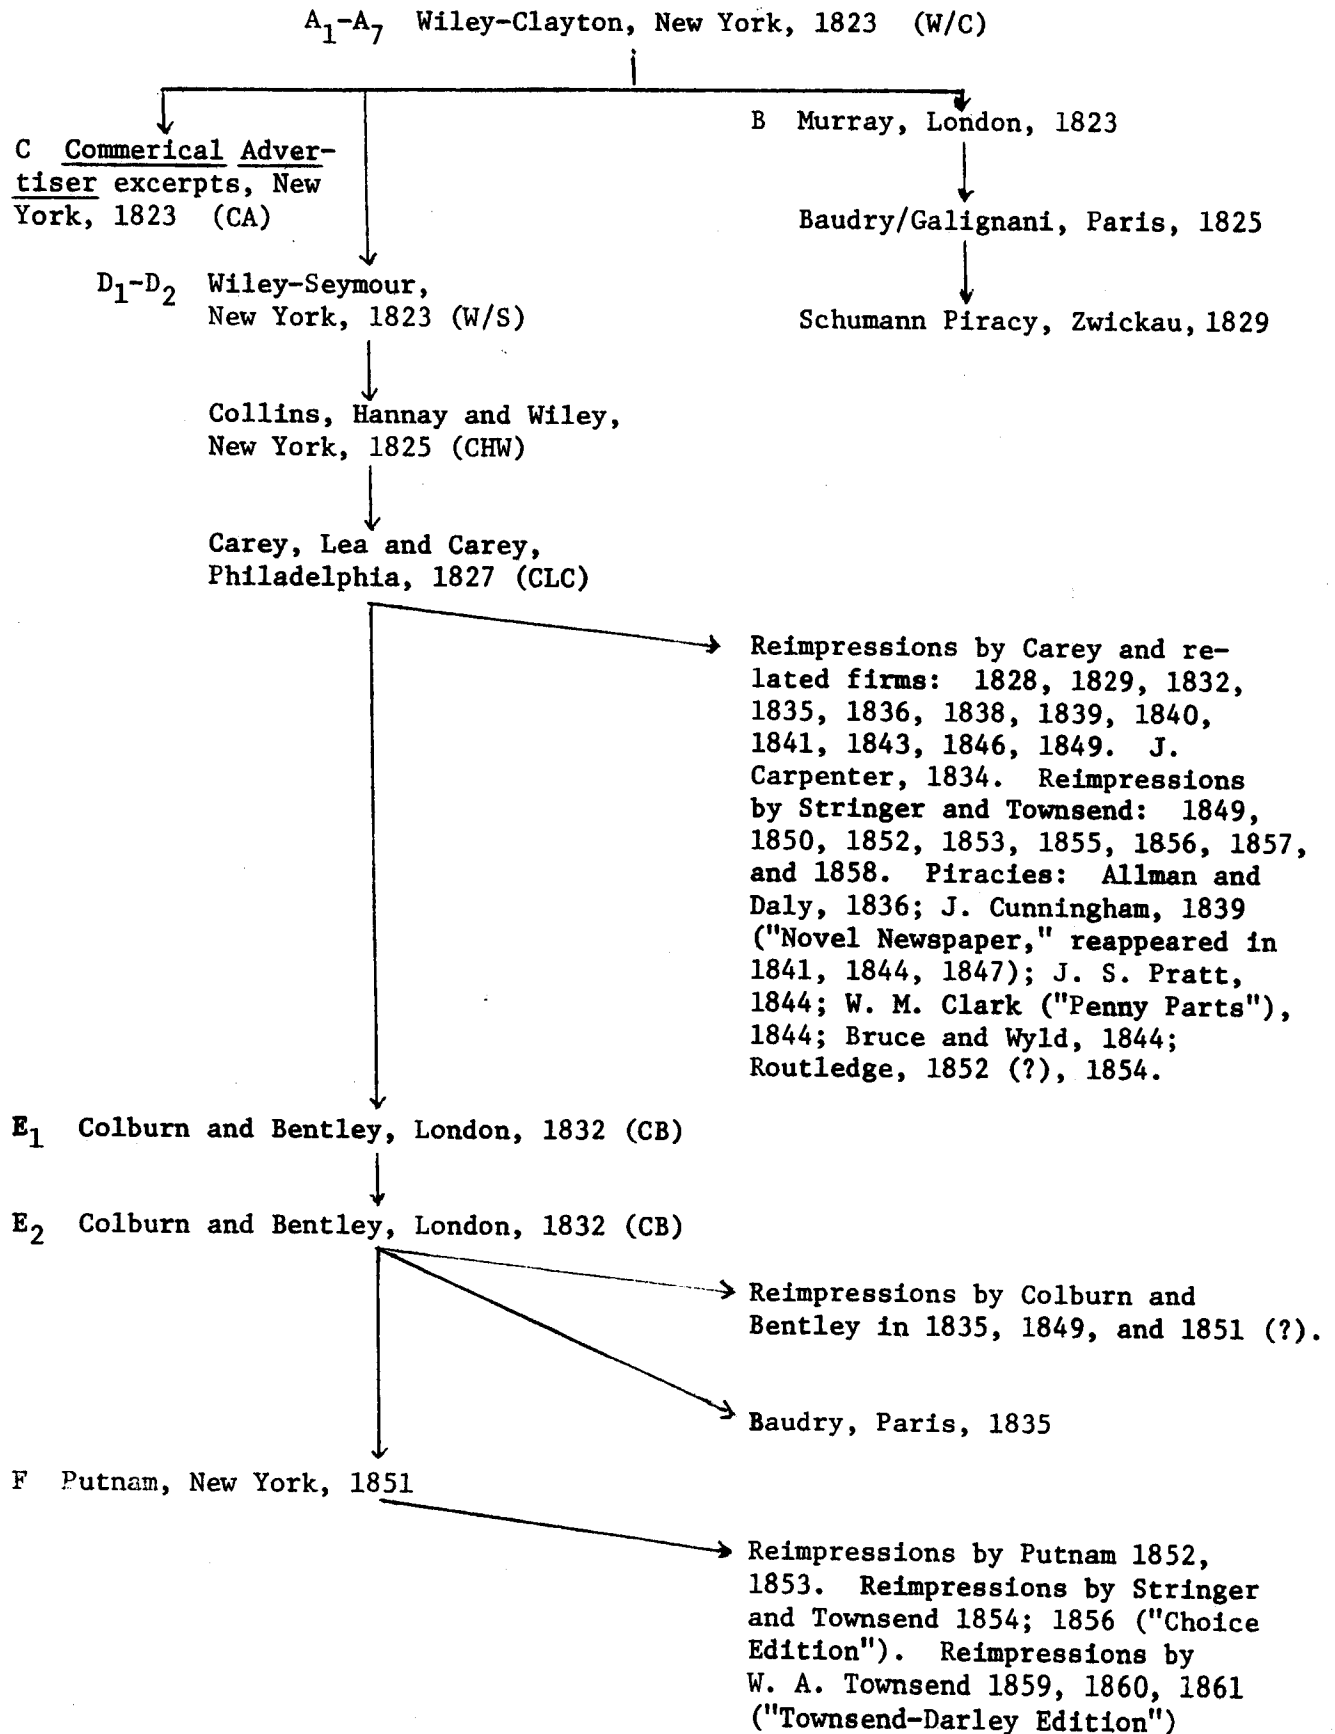 A1-A7 Wiley-Clayton, New York, 1823 (W/C)
C Commerical Adver-
tiser excerpts, New
York, 1823 (CA)
B Murray, London, 1823
Baudry/Galignani, Paris, 1825
Schumann Piracy, Zwickau, 1829
D1-D2 Wiley-Seymour,
New York, 1823 (W/S)
Collins, Hannay and Wiley,
New York, 1825 (CHW)
Carey, Lea and Carey,
Philadelphia, 1827 (CLC)
Reimpressions by Carey and re-
lated firms: 1828, 1829, 1832,
1835, 1836, 1838, 1839, 1840,
1841, 1843, 1846, 1849. J.
Carpenter, 1834. Reimpressions
by Stringer and Townsend: 1849,
1850, 1852, 1853, 1855, 1856, 1857,
and 1858. Piracies: Allman and
Daly, 1836; J. Cunningham, 1839
("Novel Newspaper," reappeared in
1841, 1844, 1847); J. S. Pratt,
1844; W. M. Clark ("Penny Parts"),
1844; Bruce and Wyld, 1844;
Routledge, 1852 (?), 1854.
E1 Colburn and Bentley, London, 1832 (CB)
E2 Colburn and Bentley, London, 1832 (CB)
Reimpressions by Colburn and
Bentley in 1835, 1849, and 1851 (?).
Baudry, Paris, 1835
F Putnam, New York, 1851
Reimpressions by Putnam 1852,
1853. Reimpressions by Stringer
and Townsend 1854; 1856 ("Choice
Edition"). Reimpressions by
W. A. Townsend 1859, 1860, 1861
("Townsend-Darley Edition")